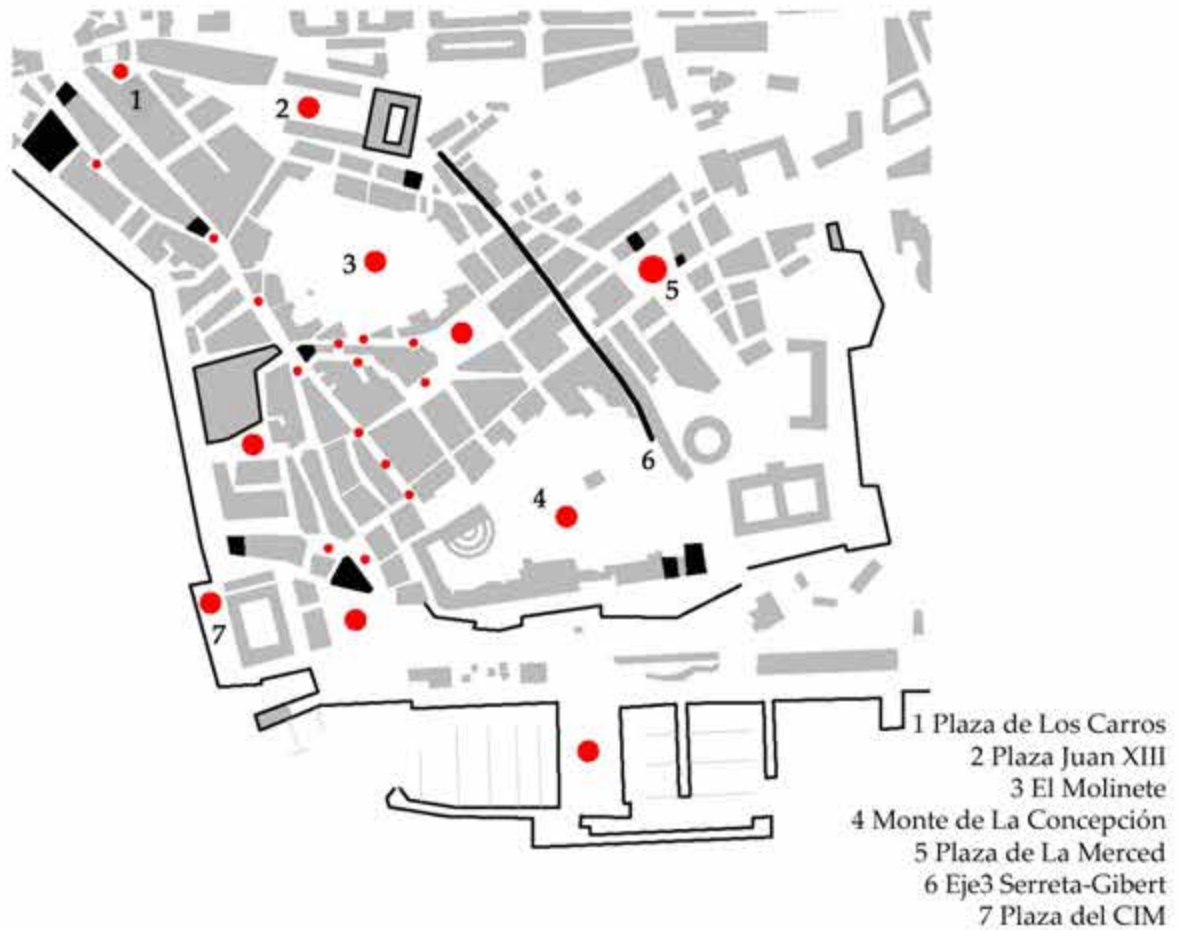 1
2
3
5
6
4
7
1 Plaza de Los Carros
2 Plaza Juan XIII
3 El Molinete
4 Monte de La Concepción
5 Plaza de La Merced
6 Eje3 Serreta-Gibert
7 Plaza del CIM